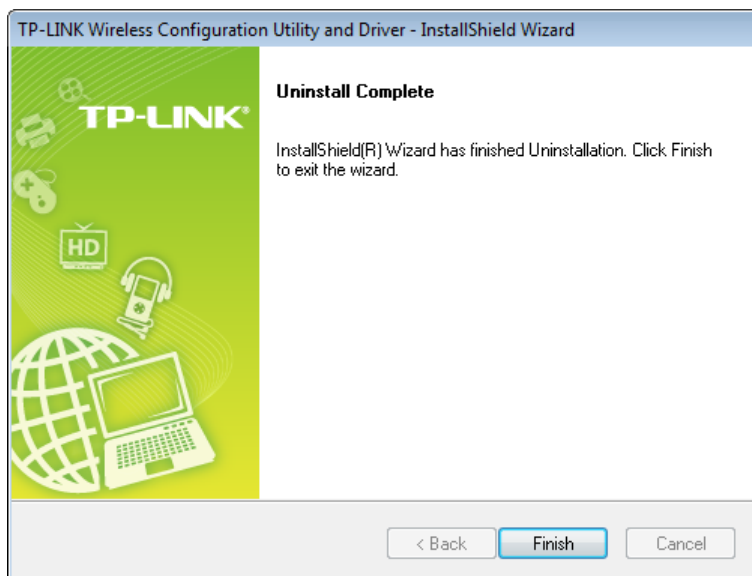 TP-LINK Wireless Configuration Utility and Driver - InstallShield Wizard
TP-LINK®
HD
Uninstall Complete
InstallShield(R) Wizard has finished Uninstallation. Click Finish
to exit the wizard.
< Back
Finish
Cancel